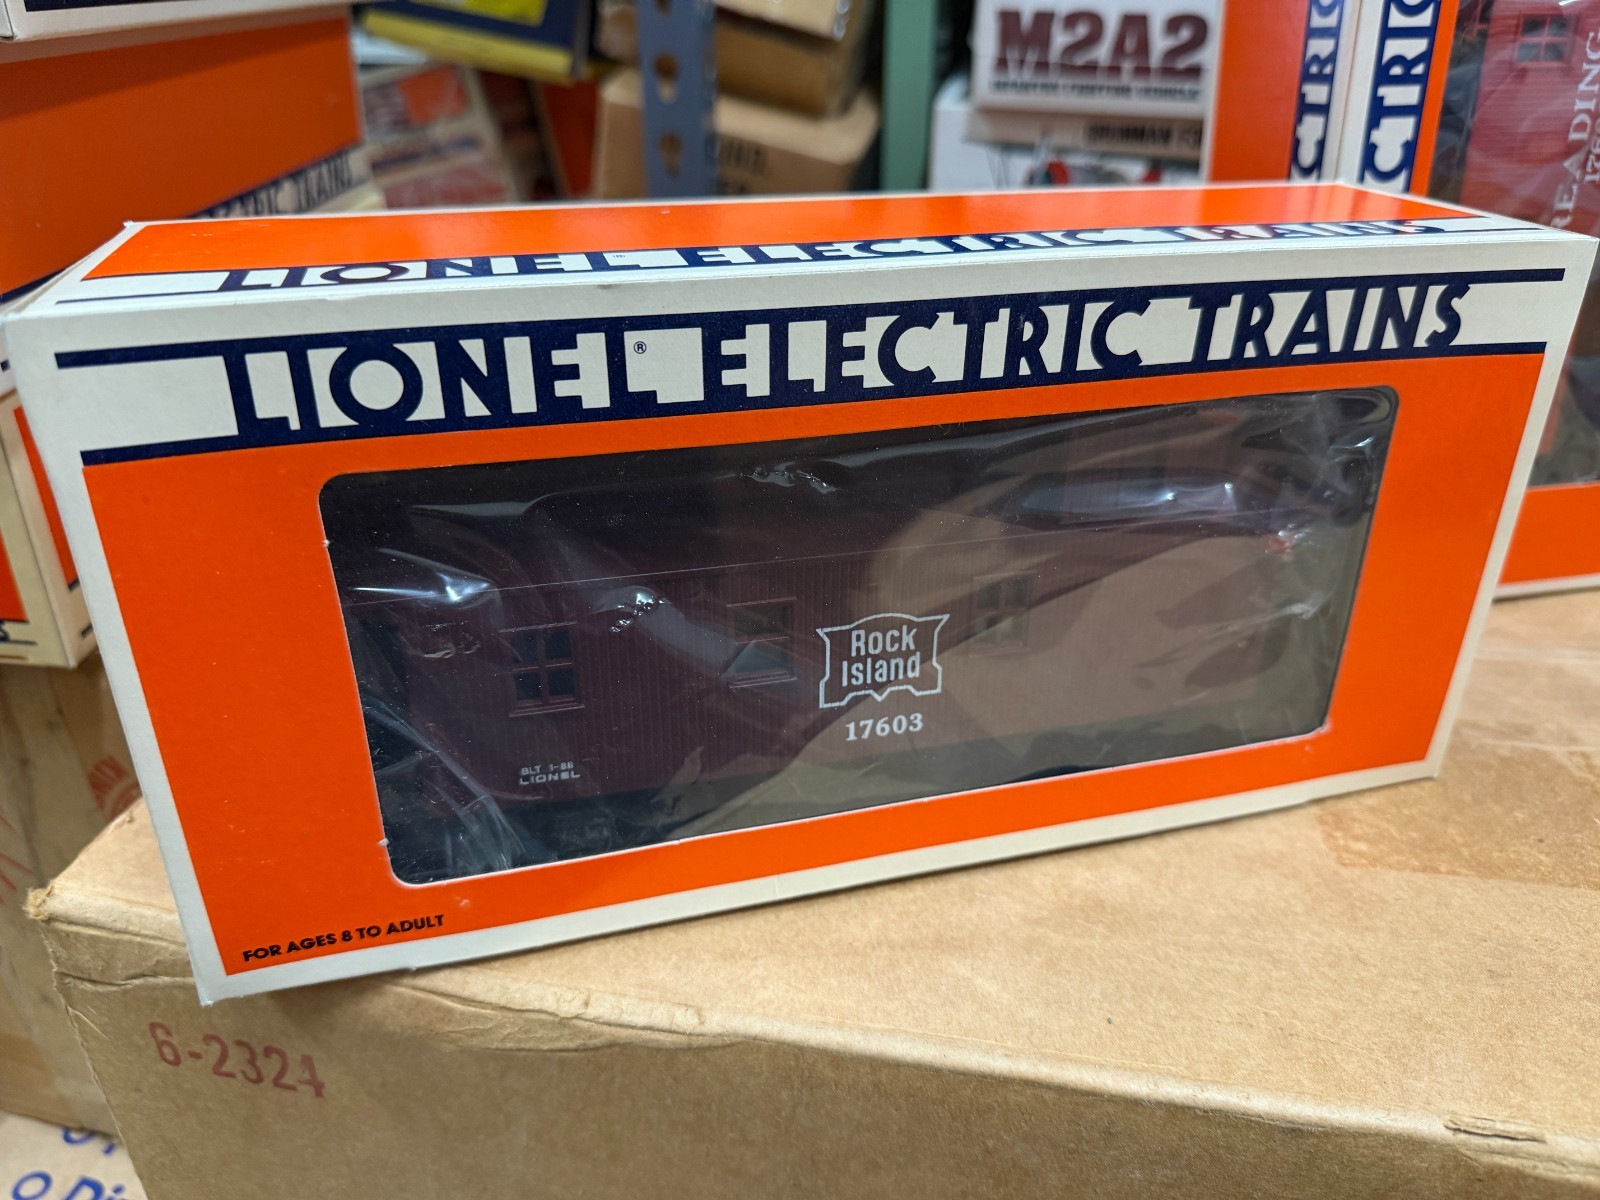 M2A2
LIONEL® ELECTRIC TRAINS
LIONEL® ELECTRIC TRAINS
READING
Rock
Island
17603
BLT 1-88
LIONEL
FOR AGES 8 TO ADULT
6-2324